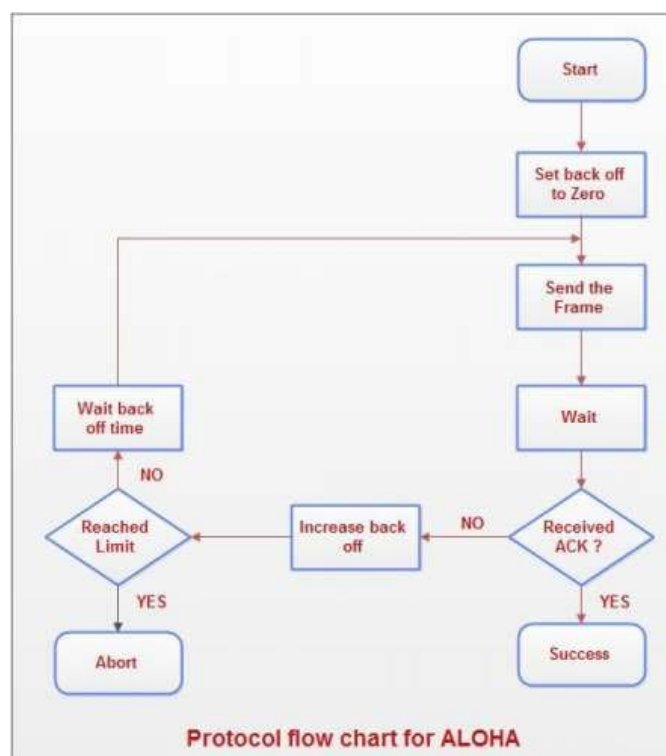 Start
Set back off
to Zero
Send the
Frame
Wait back
off time
Wait
NO
Reached
Limit
Increase back
off
NO
Received
ACK ?
YES
YES
Abort
Success
Protocol flow chart for ALOHA